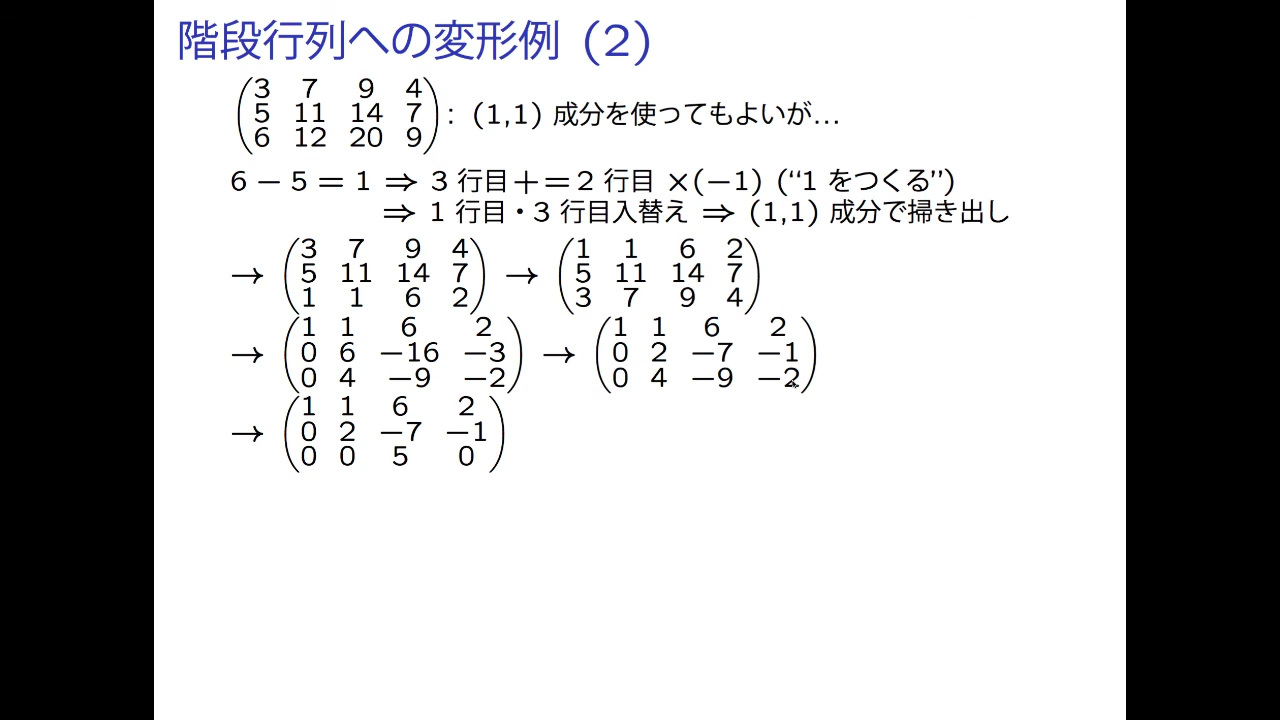 階段行列への変形例 (2)
3 7 9 4
5 11 14 7 : (1,1) 成分を使ってもよいが…
6 12 20 9
6 − 5 = 1 ⇒ 3 行目 += 2 行目 ×(−1) (“1 をつくる”)
⇒ 1 行目・3 行目入替え ⇒ (1,1) 成分で掃き出し
3 7 9 4 1 1 6 2
→ 5 11 14 7 → 5 11 14 7
1 1 6 2 3 7 9 4
1 1 6 2 1 1 6 2
→ 0 6 −16 −3 → 0 2 −7 −1
0 4 −9 −2 0 4 −9 −2
1 1 6 2
→ 0 2 −7 −1
0 0 5 0